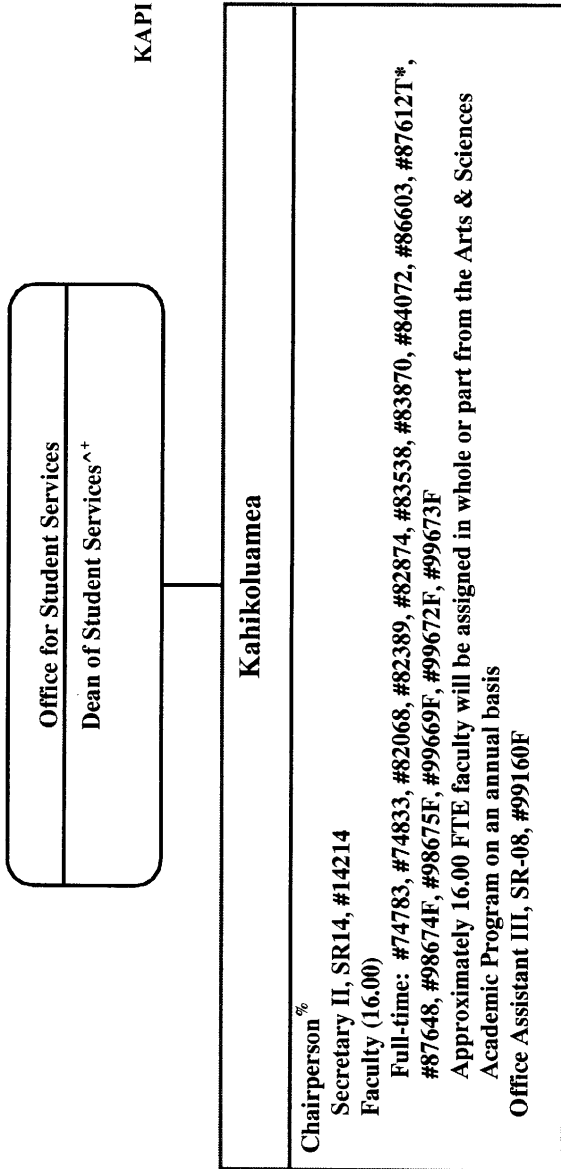 KAPI
Office for Student Services
Dean of Student Services^+
Kahikoluamea
Chairperson%
Secretary II, SR14, #14214
Faculty (16.00)
Full-time: #74783, #74833, #82068, #82389, #82874, #83538, #83870, #84072, #86603, #87612T*,
#87648, #98674F, #98675F, #99669F, #99672F, #99673F
Approximately 16.00 FTE faculty will be assigned in whole or part from the Arts & Sciences
Academic Program on an annual basis
Office Assistant III, SR-08, #99160F